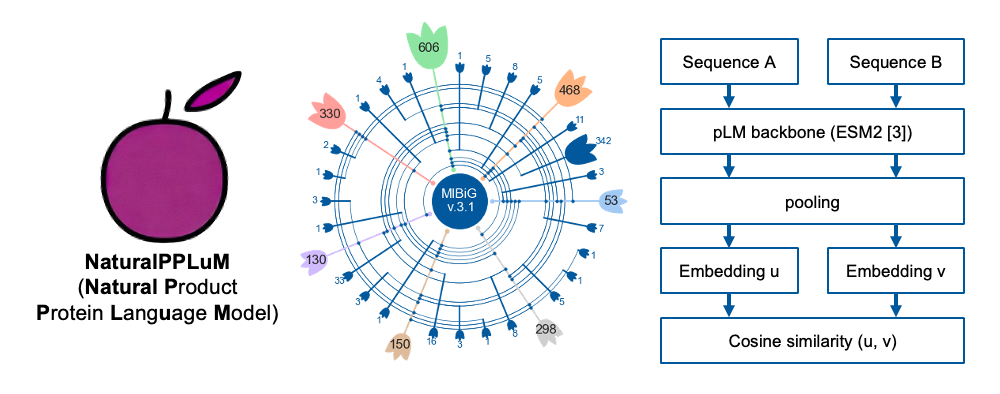 NaturalPPLuM
(Natural Product
Protein Language Model)
606
1
5
8
5
468
11
342
3
53
7
1
5
298
8
1
3
16
150
1
3
33
130
1
3
1
2
330
1
4
1
MIBiG
v.3.1
Sequence A
Sequence B
pLM backbone (ESM2 [3])
pooling
Embedding u
Embedding v
Cosine similarity (u, v)